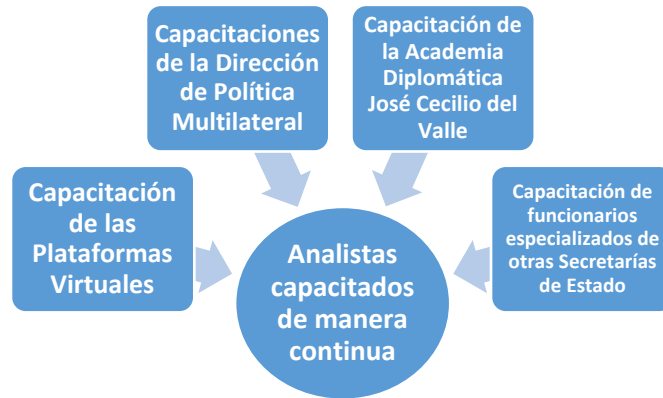 Capacitaciones
de la Dirección
de Política
Multilateral
Capacitación de
la Academia
Diplomática
José Cecilio del
Valle
Capacitación
de las
Plataformas
Virtuales
Capacitación de
funcionarios
especializados de
otras Secretarías
de Estado
Analistas
capacitados
de manera
continua